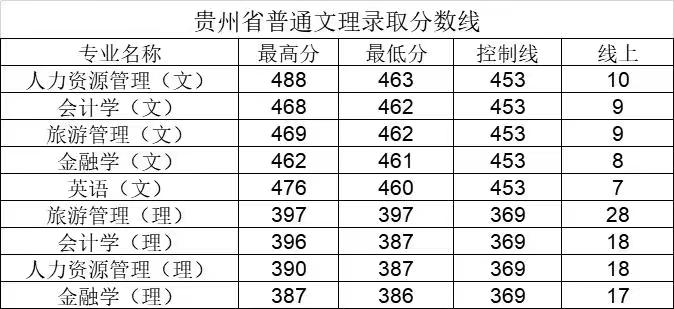 贵州省普通文理录取分数线
专业名称 最高分 最低分 控制线 线上
人力资源管理（文） 488 463 453 10
会计学（文） 468 462 453 9
旅游管理（文） 469 462 453 9
金融学（文） 462 461 453 8
英语（文） 476 460 453 7
旅游管理（理） 397 397 369 28
会计学（理） 396 387 369 18
人力资源管理（理） 390 387 369 18
金融学（理） 387 386 369 17